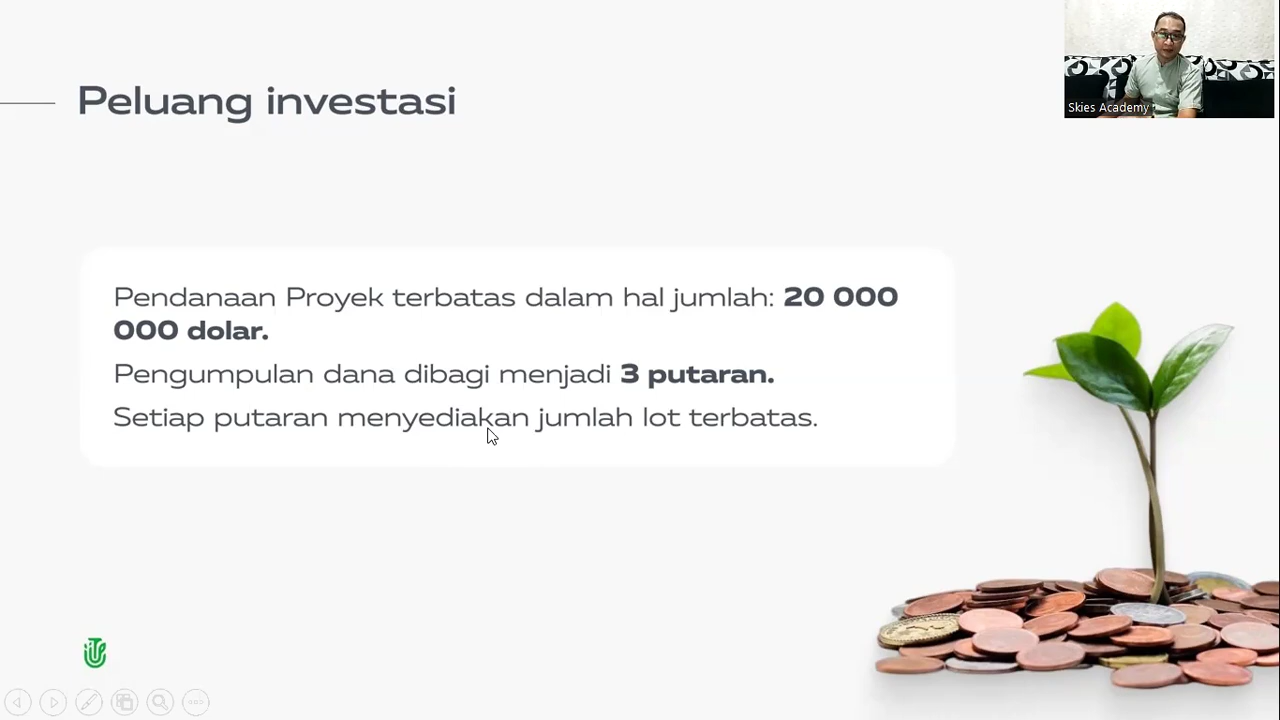 Skies Academy
Peluang investasi
Pendanaan Proyek terbatas dalam hal jumlah: 20 000
000 dolar.
Pengumpulan dana dibagi menjadi 3 putaran.
Setiap putaran menyediakan jumlah lot terbatas.